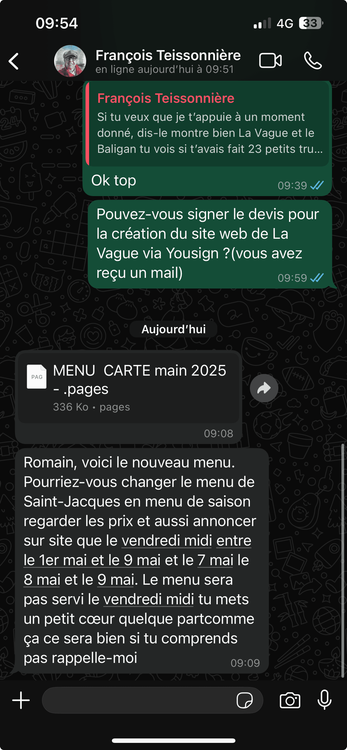 09:54
4G
33
François Teissonnière
en ligne aujourd'hui à 09:51
François Teissonnière
Si tu veux que je t'appuie à un moment
donné, dis-le montre bien La Vague et le
Baligan tu vois si t'avais fait 23 petits tru...
Ok top
09:39
Pouvez-vous signer le devis pour
la création du site web de La
Vague via Yousign ?(vous avez
reçu un mail)
09:59
Aujourd'hui
PAG
MENU CARTE main 2025
- .pages
336 Ko • pages
09:08
Romain, voici le nouveau menu.
Pourriez-vous changer le menu de
Saint-Jacques en menu de saison
regarder les prix et aussi annoncer
sur site que le vendredi midi entre
le 1er mai et le 9 mai et le 7 mai le
8 mai et le 9 mai. Le menu sera
pas servi le vendredi midi tu mets
un petit cœur quelque partcomme
ça ce sera bien si tu comprends
pas rappelle-moi
09:09